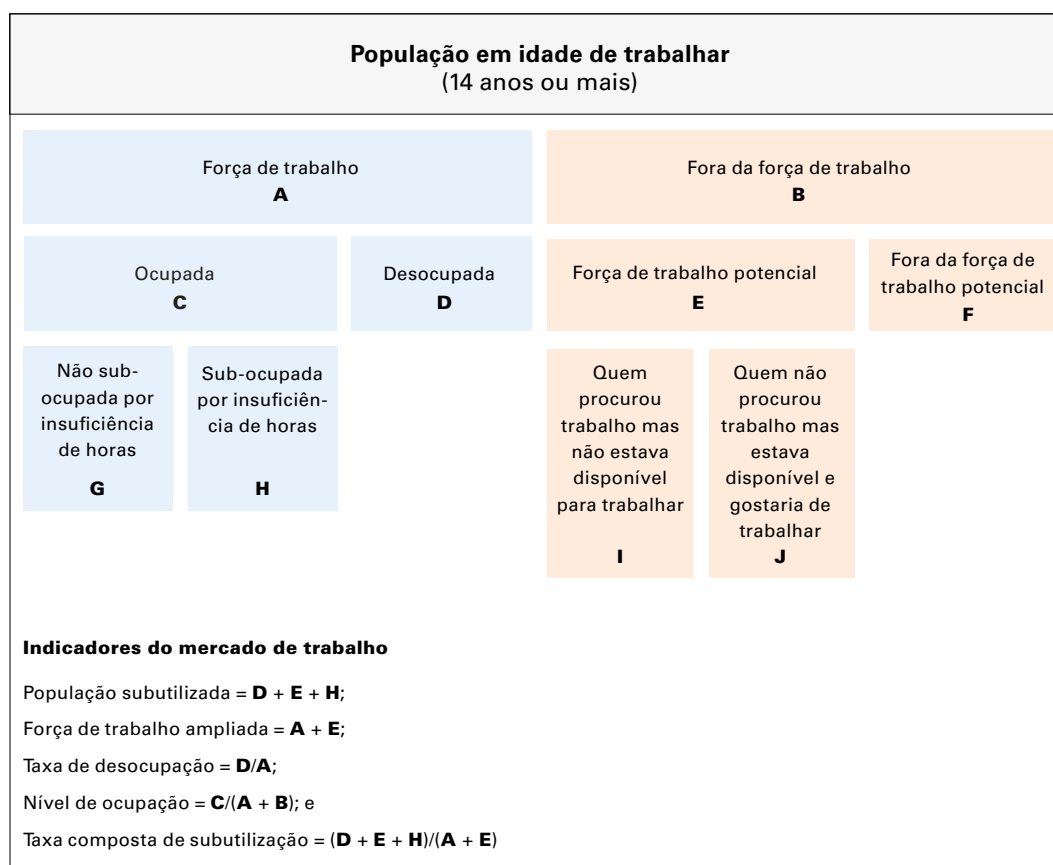 População em idade de trabalhar
(14 anos ou mais)
Força de trabalho
A
Fora da força de trabalho
B
Ocupada
C
Desocupada
D
Força de trabalho potencial
E
Fora da força de
trabalho potencial
F
Não sub-
ocupada por
insuficiência
de horas
G
Sub-ocupada
por insuficiên-
cia de horas
H
Quem
procurou
trabalho mas
não estava
disponível
para trabalhar
I
Quem não
procurou
trabalho mas
estava
disponível e
gostaria de
trabalhar
J
Indicadores do mercado de trabalho
População subutilizada = D + E + H;
Força de trabalho ampliada = A + E;
Taxa de desocupação = D/A;
Nível de ocupação = C/(A + B); e
Taxa composta de subutilização = (D + E + H)/(A + E)